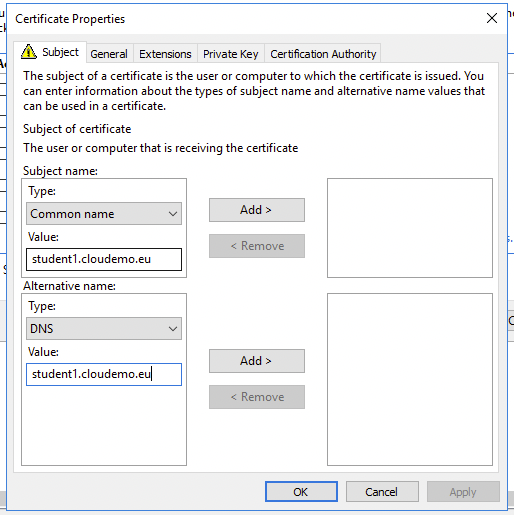 Certificate Properties
Subject General Extensions Private Key Certification Authority
The subject of a certificate is the user or computer to which the certificate is issued. You
can enter information about the types of subject name and alternative name values that
can be used in a certificate.
Subject of certificate
The user or computer that is receiving the certificate
Subject name:
Type:
Common name
Add >
Value:
< Remove
student1.cloudemo.eu
Alternative name:
Type:
DNS
Value:
Add >
student1.cloudemo.eu
< Remove
OK Cancel Apply